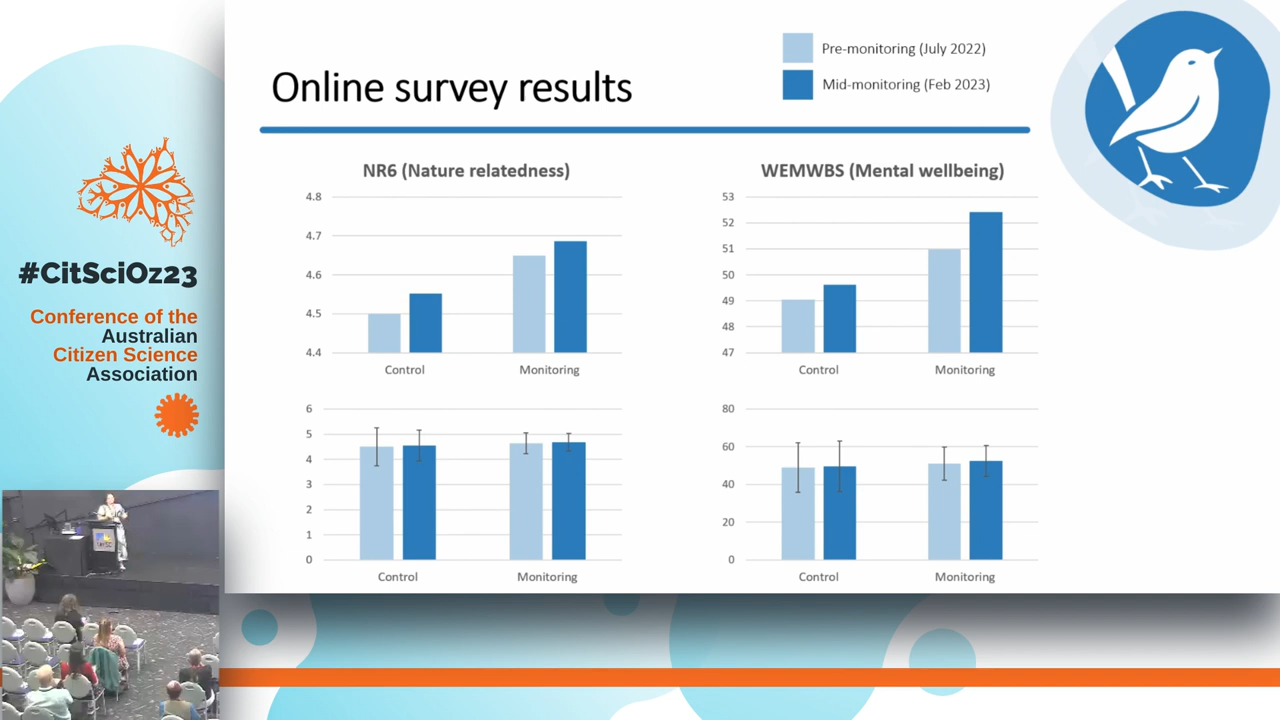 Online survey results
Pre-monitoring (July 2022)
Mid-monitoring (Feb 2023)
#CitSciOz23
Conference of the
Australian
Citizen Science
Association
NR6 (Nature relatedness)
4.8
4.7
4.6
4.5
4.4
Control Monitoring
WEMWBS (Mental wellbeing)
53
52
51
50
49
48
47
Control Monitoring
6
5
4
3
2
1
0
Control Monitoring
80
60
40
20
0
Control Monitoring